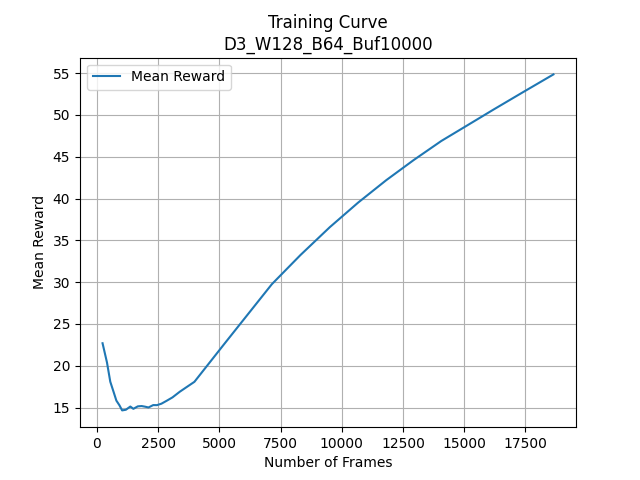 Training Curve
D3_W128_B64_Buf10000
Mean Reward
55
50
45
40
35
30
25
20
15
Mean Reward
0 2500 5000 7500 10000 12500 15000 17500
Number of Frames